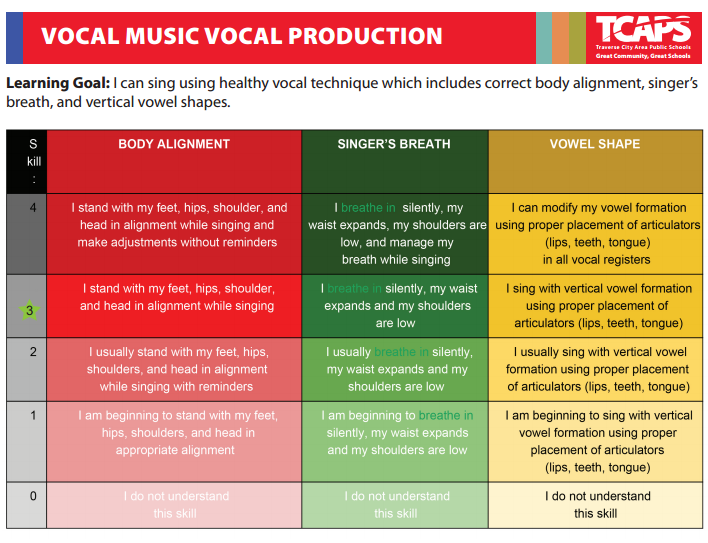 VOCAL MUSIC VOCAL PRODUCTION
TCAPS
Traverse City Area Public Schools
Great Community, Great Schools
Learning Goal: I can sing using healthy vocal technique which includes correct body alignment, singer's
breath, and vertical vowel shapes.
S
kill
:
BODY ALIGNMENT
SINGER'S BREATH
VOWEL SHAPE
4
I stand with my feet, hips, shoulder, and
head in alignment while singing and
make adjustments without reminders
I breathe in silently, my
waist expands, my shoulders are
low, and manage my
breath while singing
I can modify my vowel formation
using proper placement of articulators
(lips, teeth, tongue)
in all vocal registers
3
I stand with my feet, hips, shoulder,
and head in alignment while singing
I breathe in silently, my waist
expands and my shoulders
are low
I sing with vertical vowel formation
using proper placement of
articulators (lips, teeth, tongue)
2
I usually stand with my feet, hips,
shoulders, and head in alignment
while singing with reminders
I usually breathe in silently,
my waist expands and my
shoulders are low
I usually sing with vertical vowel
formation using proper placement
of articulators (lips, teeth, tongue)
1
I am beginning to stand with my feet,
hips, shoulders, and head in
appropriate alignment
I am beginning to breathe in
silently, my waist expands
and my shoulders are low
I am beginning to sing with vertical
vowel formation using proper
placement of articulators
(lips, teeth, tongue)
0
I do not understand
this skill
I do not understand
this skill
I do not understand
this skill